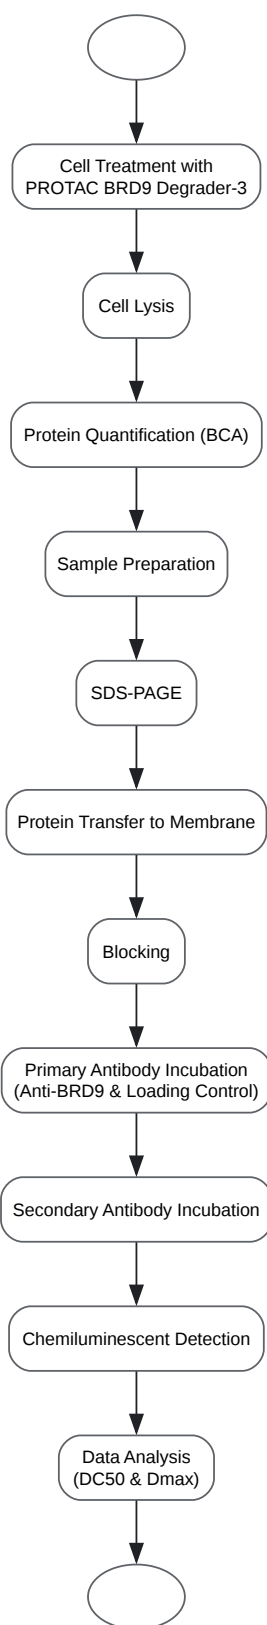 Cell Treatment with
PROTAC BRD9 Degrader-3
Cell Lysis
Protein Quantification (BCA)
Sample Preparation
SDS-PAGE
Protein Transfer to Membrane
Blocking
Primary Antibody Incubation
(Anti-BRD9 & Loading Control)
Secondary Antibody Incubation
Chemiluminescent Detection
Data Analysis
(DC50 & Dmax)